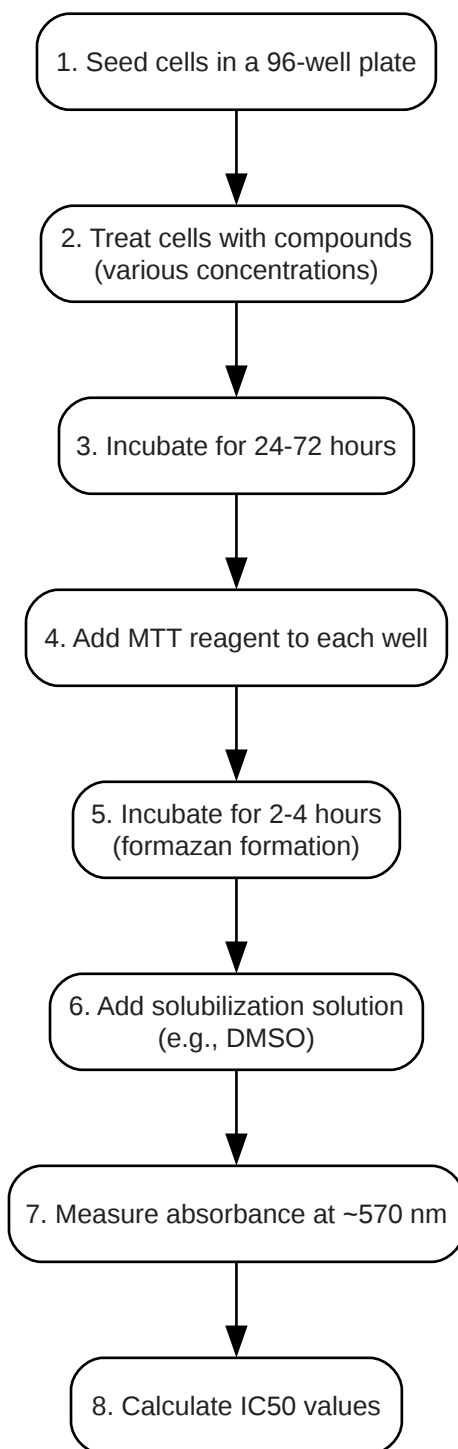 1. Seed cells in a 96-well plate
2. Treat cells with compounds
(various concentrations)
3. Incubate for 24-72 hours
4. Add MTT reagent to each well
5. Incubate for 2-4 hours
(formazan formation)
6. Add solubilization solution
(e.g., DMSO)
7. Measure absorbance at ~570 nm
8. Calculate IC50 values